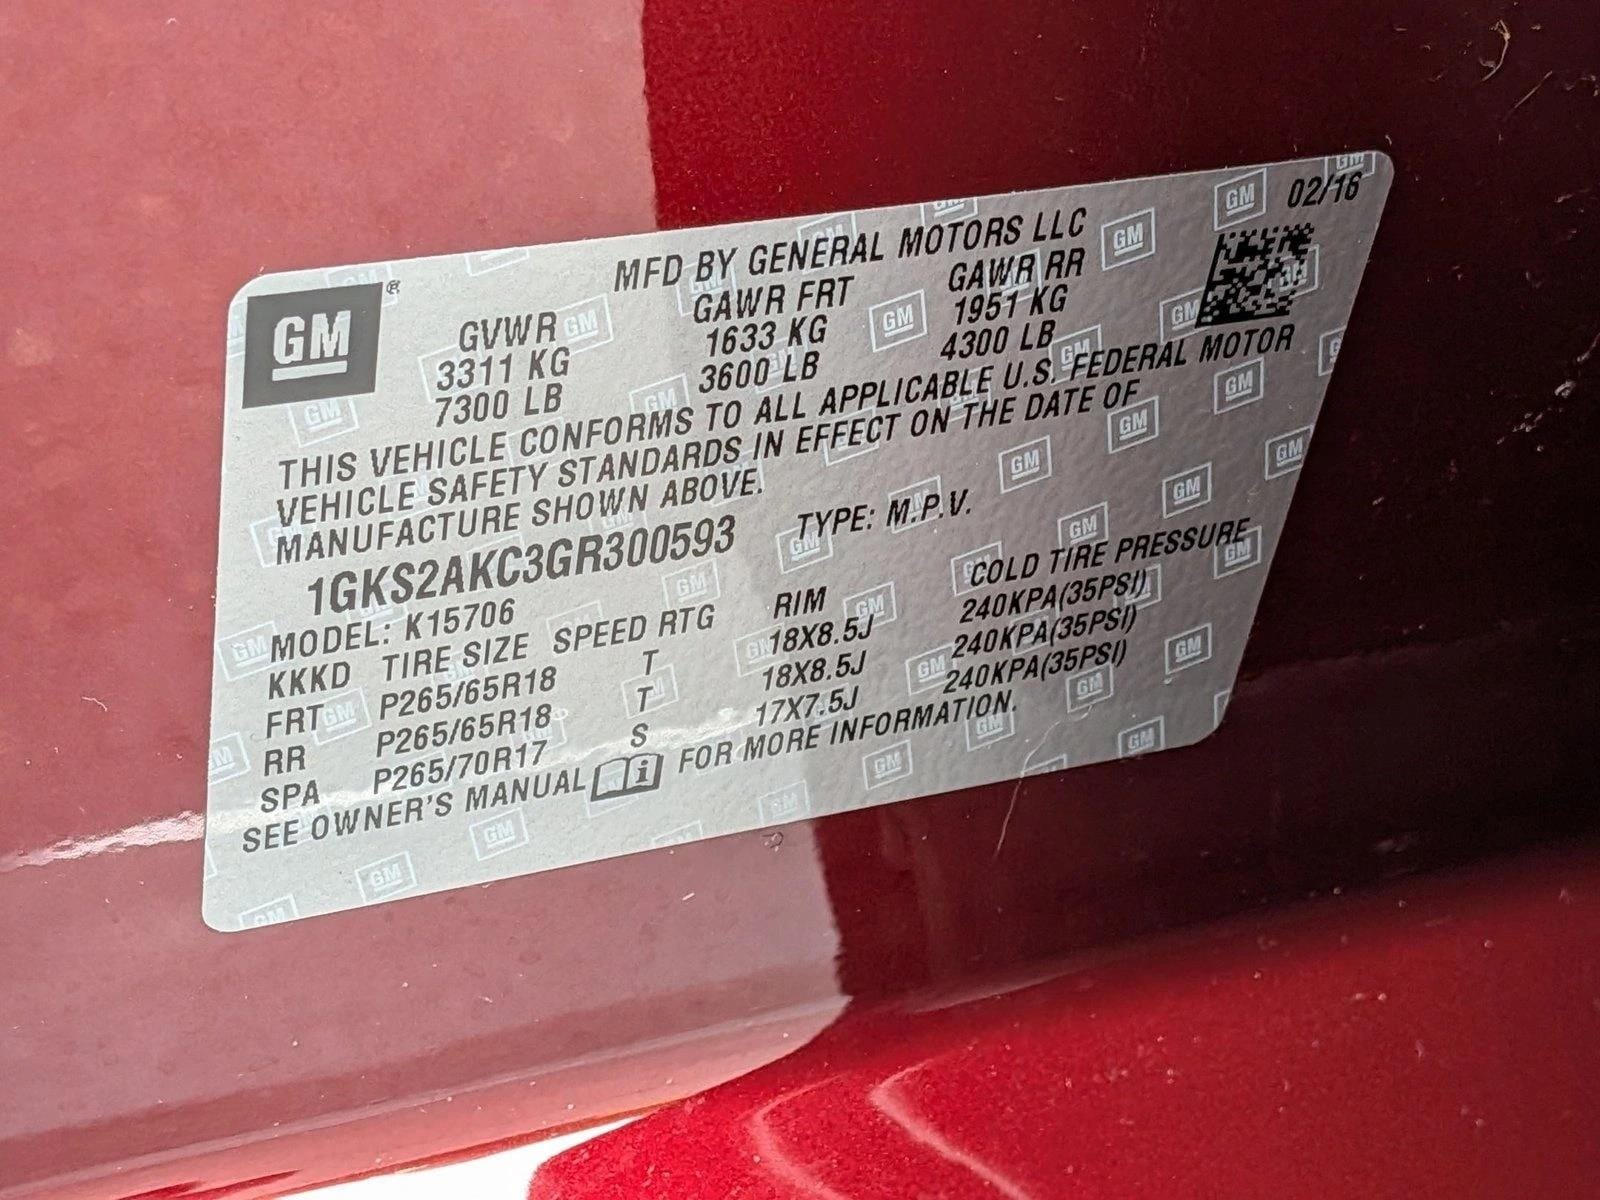 02/16
MFD BY GENERAL MOTORS LLC
GM ®
GVWR GAWR FRT GAWR RR
3311 KG 1633 KG 1951 KG
7300 LB 3600 LB 4300 LB
THIS VEHICLE CONFORMS TO ALL APPLICABLE U.S. FEDERAL MOTOR
VEHICLE SAFETY STANDARDS IN EFFECT ON THE DATE OF
MANUFACTURE SHOWN ABOVE.
1GKS2AKC3GR300593 TYPE: M.P.V.
MODEL: K15706
KKKD TIRE SIZE SPEED RTG RIM COLD TIRE PRESSURE
FRT P265/65R18 T 18X8.5J 240KPA(35PSI)
RR P265/65R18 T 18X8.5J 240KPA(35PSI)
SPA P265/70R17 S 17X7.5J 240KPA(35PSI)
SEE OWNER'S MANUAL i FOR MORE INFORMATION.